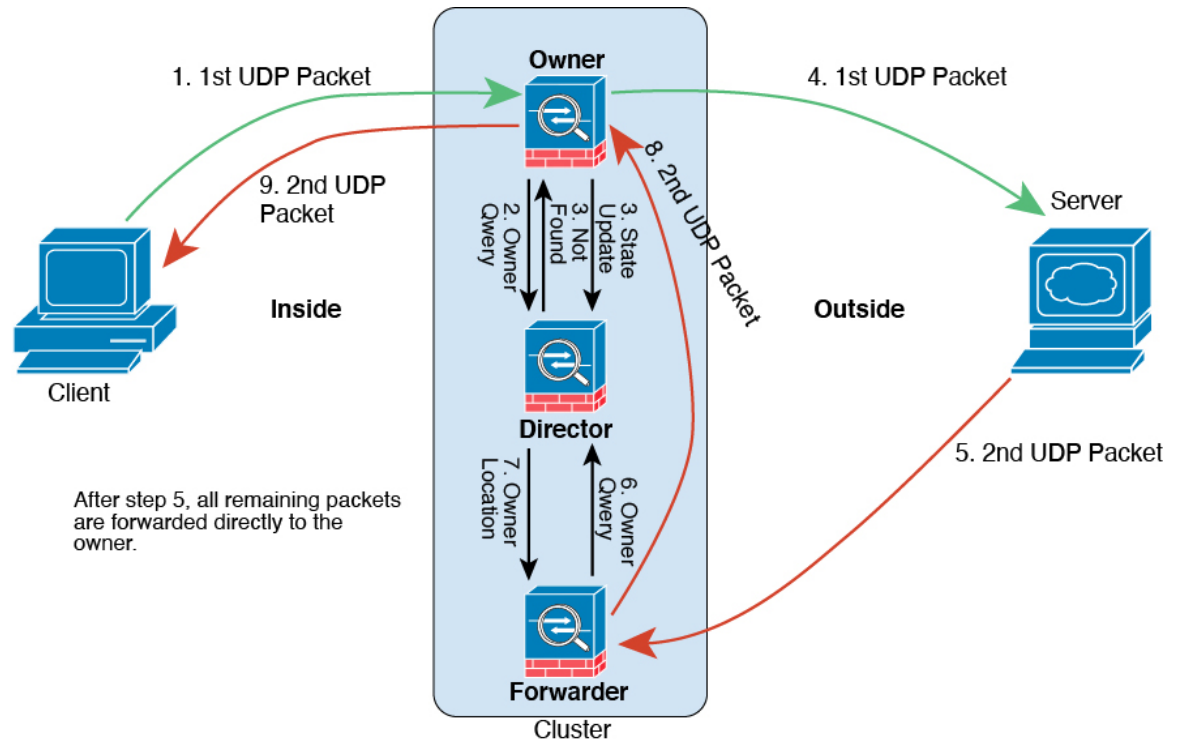 Owner
1. 1st UDP Packet
4. 1st UDP Packet
9. 2nd UDP
Packet
2. Owner
Qwery
3. Not
Found
3. State
Update
8. 2nd UDP Packet
Server
Inside
Outside
Client
Director
5. 2nd UDP Packet
7. Owner
Location
6. Owner
Qwery
After step 5, all remaining packets
are forwarded directly to the
owner.
Forwarder
Cluster